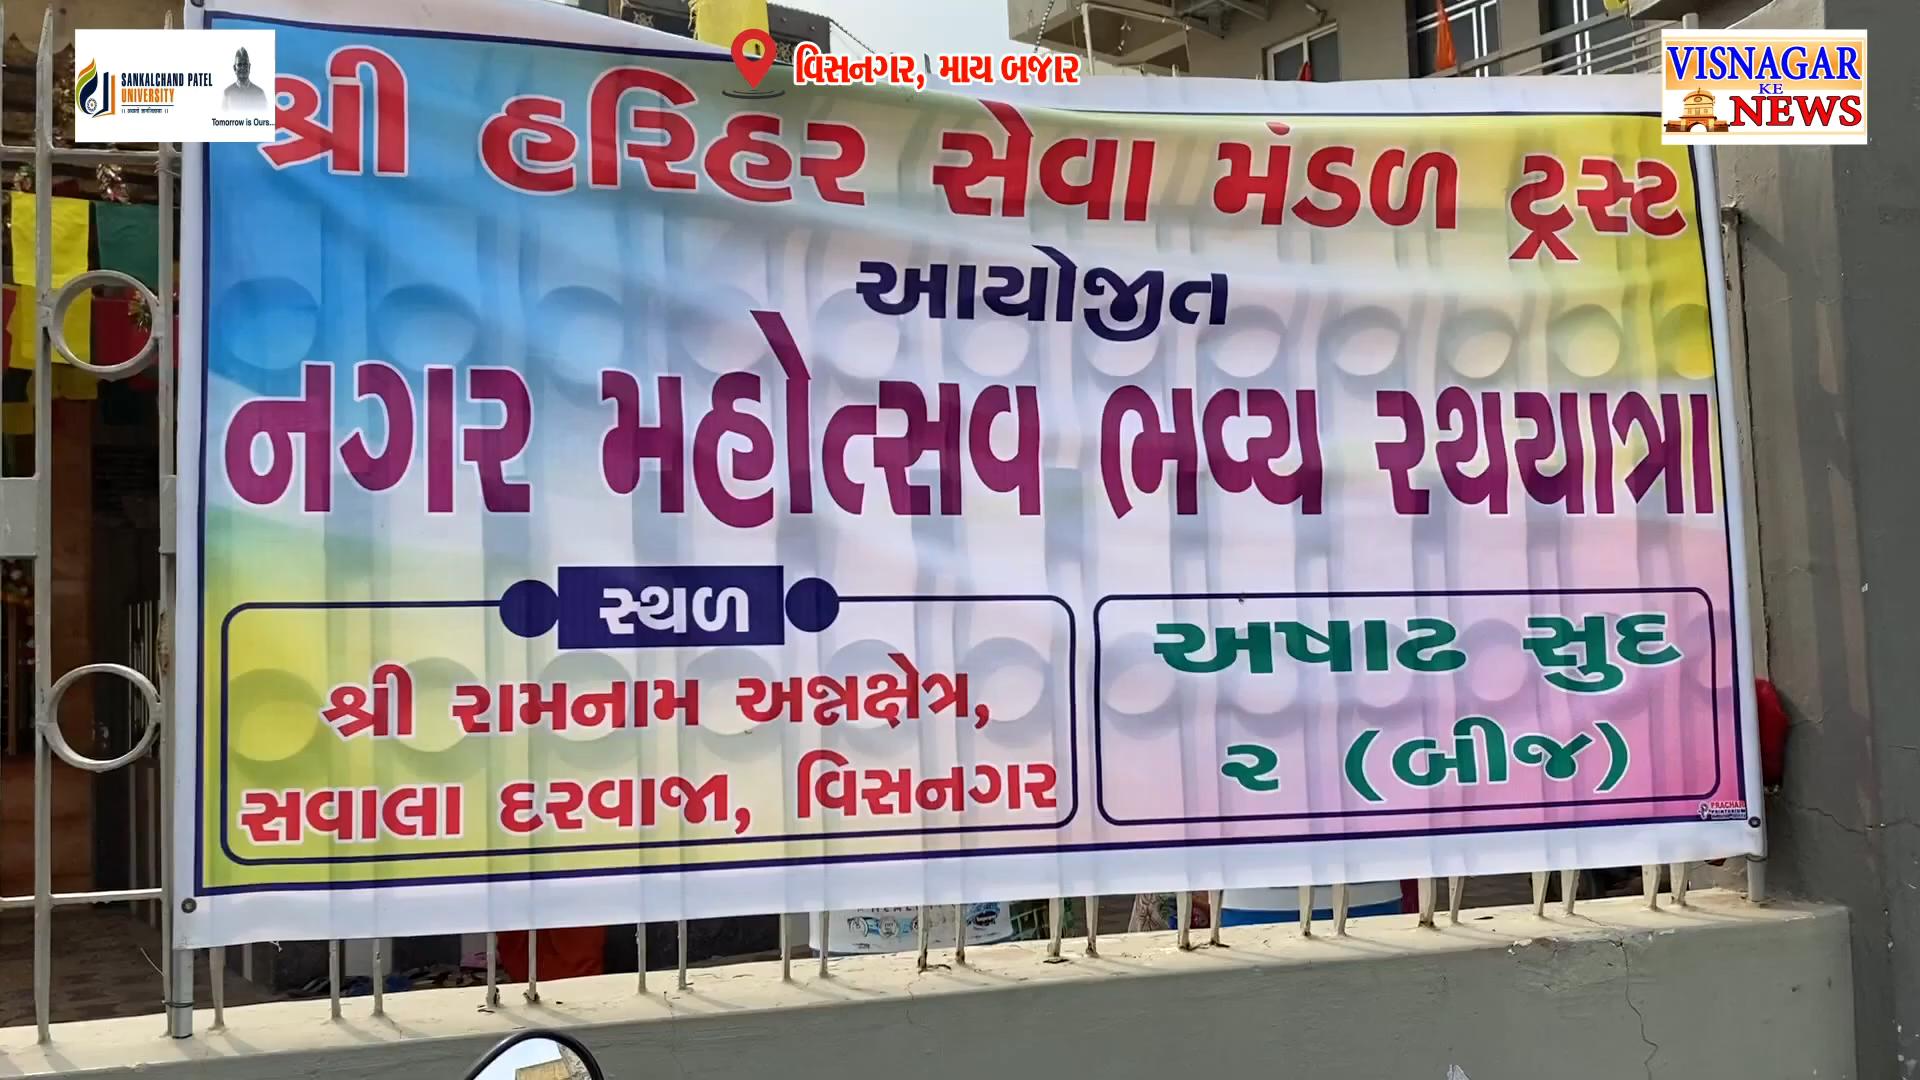 SANKALCHAND PATEL
UNIVERSITY
Tomorrow is Ours...
વિસનગર, માય બજાર
VISNAGAR
KE
NEWS
શ્રી હરિહર સેવા મંડળ ટ્રસ્ટ
આયોજીત
નગર મહોત્સવ ભવ્ય રથયાત્રા
સ્થળ
શ્રી રામનામ અન્નક્ષેત્ર,
સવાલા દરવાજા, વિસનગર
અષાઢ સુદ
૨ (બીજ)